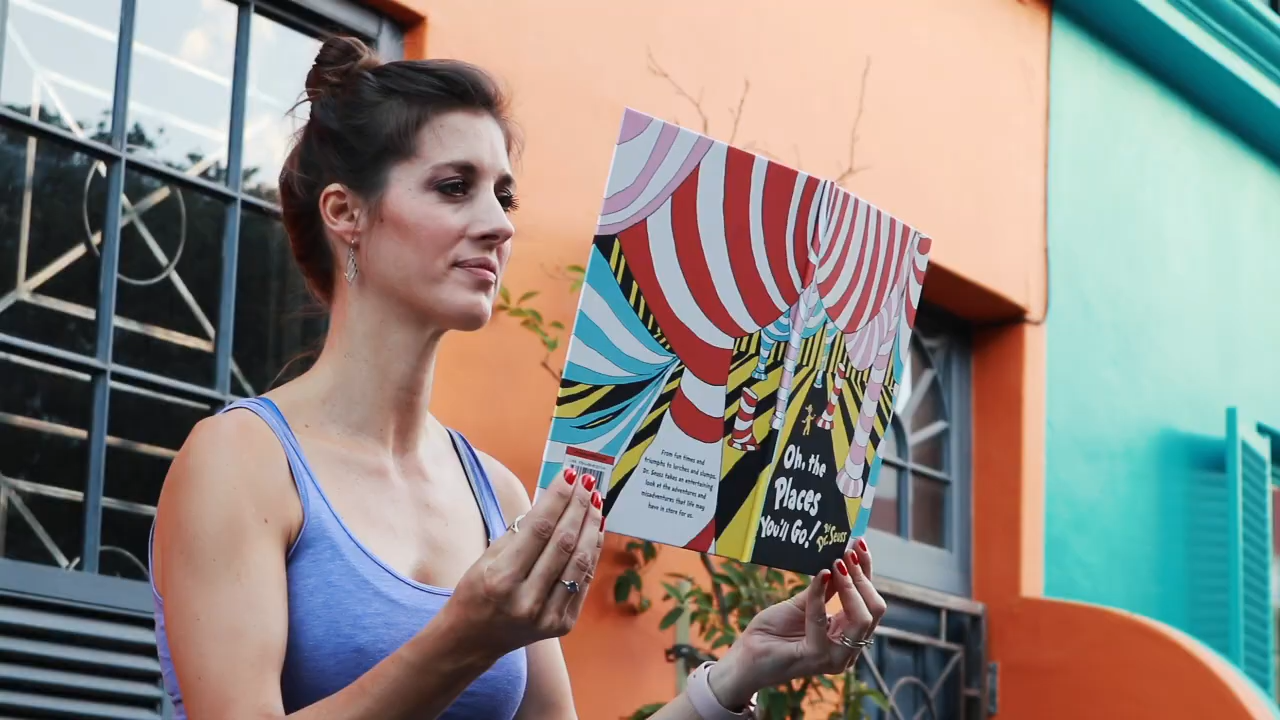 From fun times and
triumphs to lurches and slumps,
Dr. Seuss takes an entertaining
look at the adventures and
misadventures that life may
have in store for us.
Oh, the
Places
You'll Go!
By
Dr. Seuss